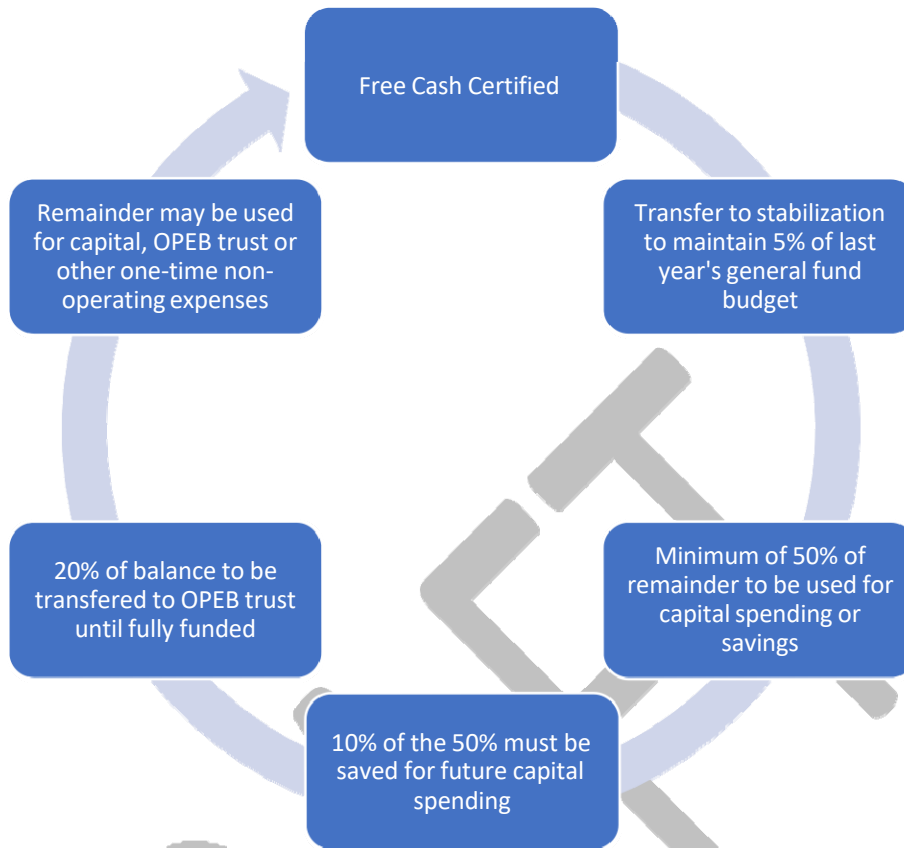 Free Cash Certified
Transfer to stabilization
to maintain 5% of last
year's general fund
budget
Minimum of 50% of
remainder to be used for
capital spending or
savings
10% of the 50% must be
saved for future capital
spending
20% of balance to be
transfered to OPEB trust
until fully funded
Remainder may be used
for capital, OPEB trust or
other one-time non-
operating expenses